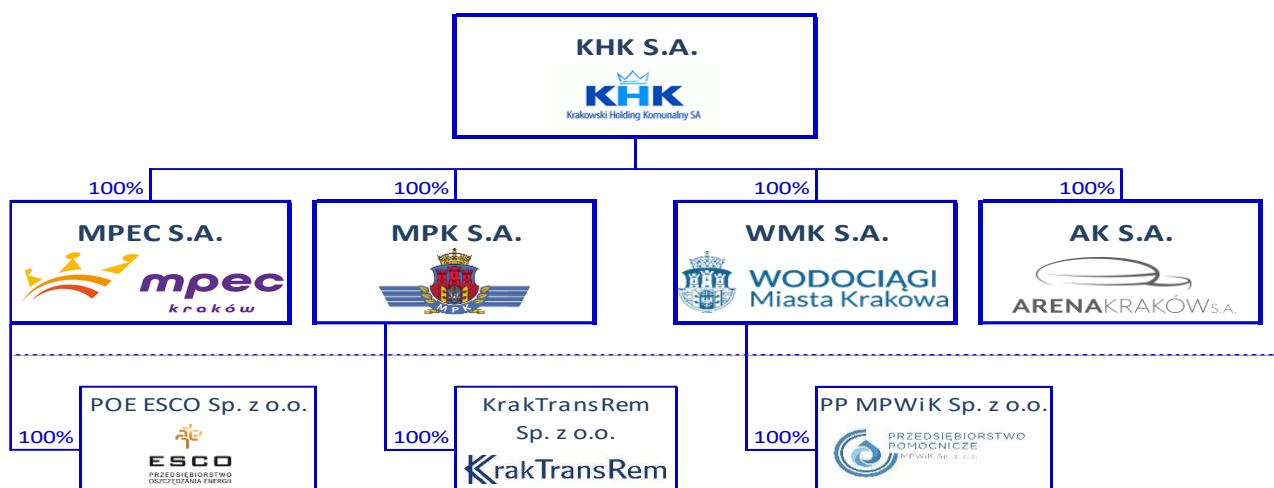 KHK S.A.
KHK
Krakowski Holding Komunalny SA
100%
100%
100%
100%
MPEC S.A.
mpec
kraków
MPK S.A.
MPK
WMK S.A.
WODOCIĄGI
Miasta Krakowa
AK S.A.
ARENAKRAKÓW S.A.
100%
POE ESCO Sp. z o.o.
ESCO
PRZEDSIĘBIORSTWO
OSZCZĘDZANIA ENERGII
100%
KrakTransRem
Sp. z o.o.
KrakTransRem
100%
PP MPWiK Sp. z o.o.
PRZEDSIĘBIORSTWO
POMOCNICZE
MPWiK Sp. z o.o.